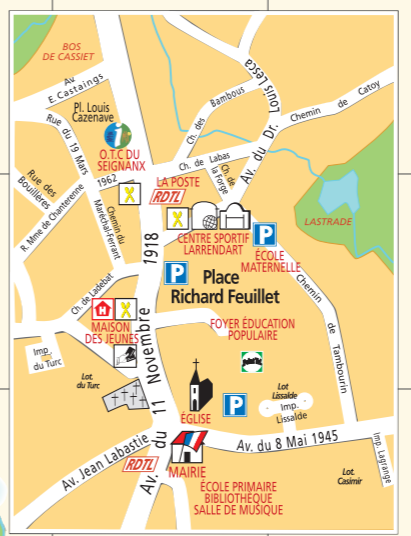 BOS
DE CASSIET
Av.
E. Castaings
Pl. Louis
Cazenave
Rue du 19 Mars
1962
i
O.T.C DU
SEIGNANX
Ch. des Bambous
Av. du Dr. Louis Lesca
Chemin de Catoy
Ch. de Labas
Ch. de
la Forge
LA POSTE
RDTL
Rue des
Bouillères
R. Mme de Chanterenne
Chemin du
Maréchal-Ferrant
LASTRADE
CENTRE SPORTIF
LARRENDART
P
ÉCOLE
MATERNELLE
P
Place
Richard Feuillet
Ch. de Ladebat
H
MAISON
DES JEUNES
FOYER ÉDUCATION
POPULAIRE
Chemin de Tambourin
Imp.
du Turc
Lot.
du Turc
Av. du 11 Novembre 1918
ÉGLISE
P
Lot
Lissalde
Imp.
Lissalde
Av. Jean Labastie
RDTL
MAIRIE
Av. du 8 Mai 1945
Imp. Lagrange
Lot.
Casimir
ÉCOLE PRIMAIRE
BIBLIOTHÈQUE
SALLE DE MUSIQUE